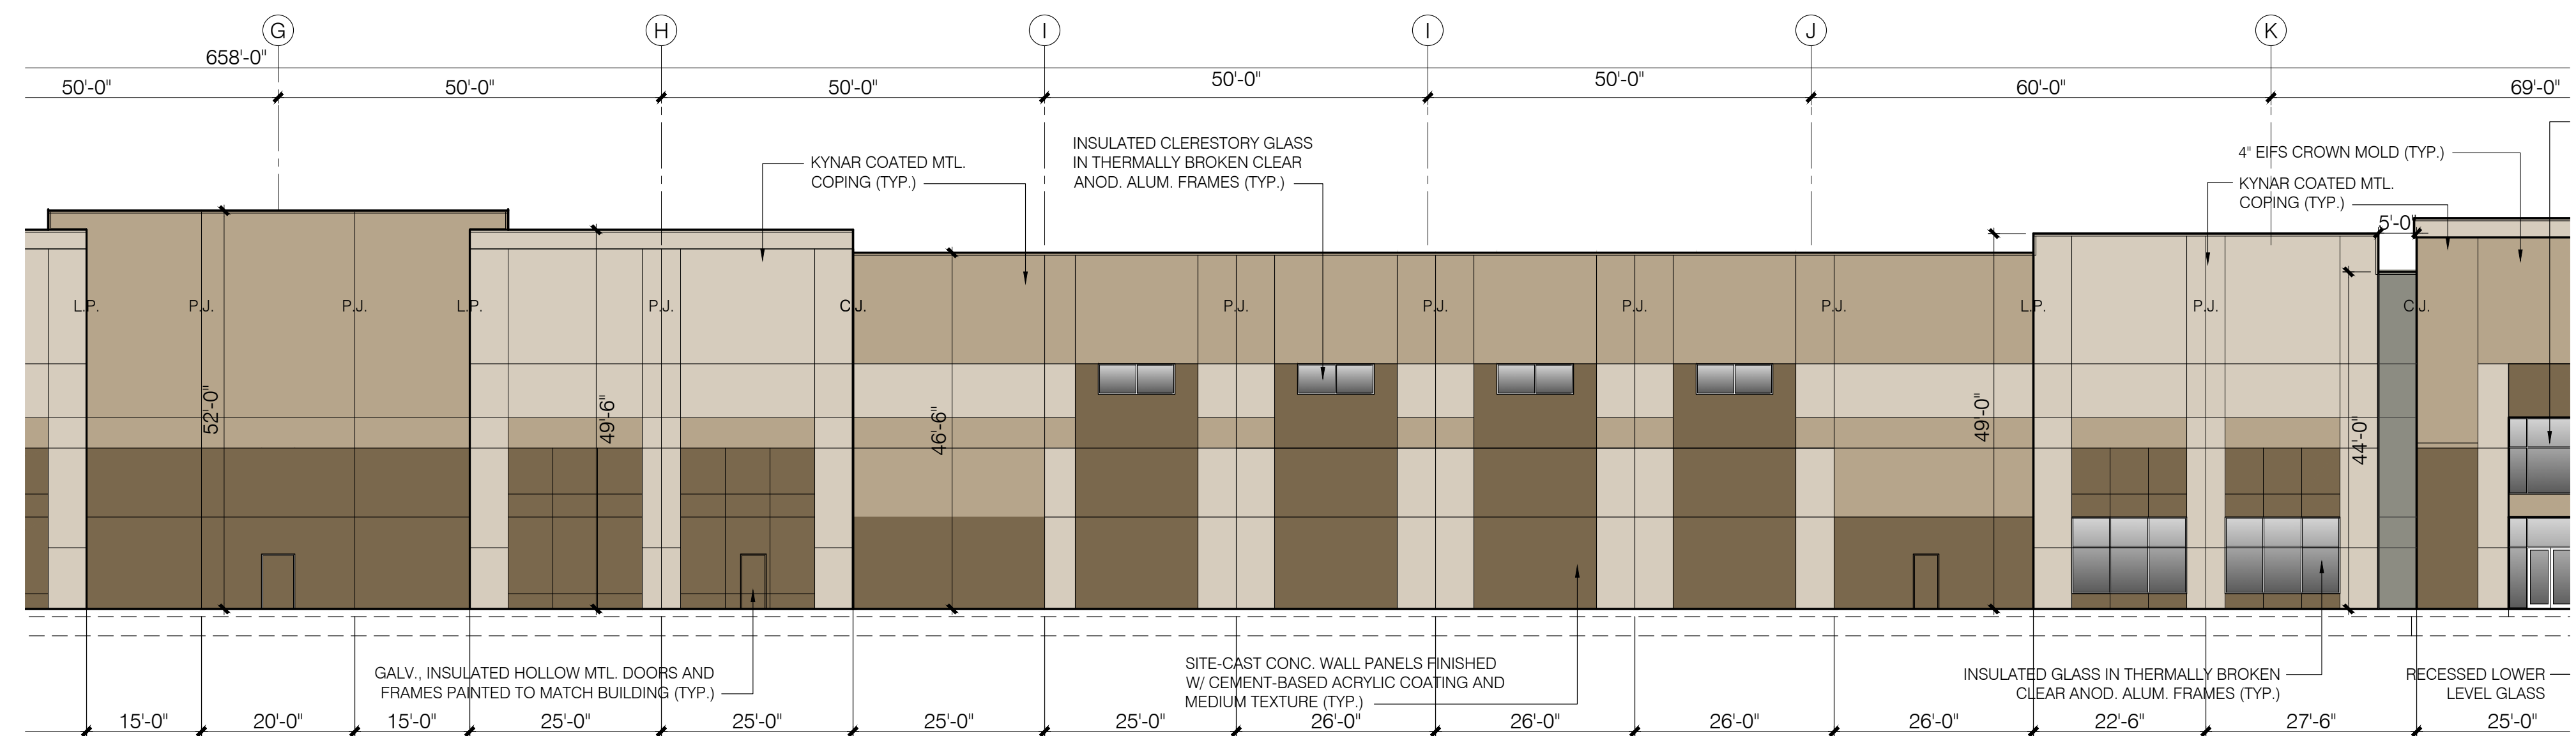 G H I I J K
658'-0"
50'-0" 50'-0" 50'-0" 50'-0" 50'-0" 60'-0" 69'-0"
INSULATED CLERESTORY GLASS
IN THERMALLY BROKEN CLEAR
ANOD. ALUM. FRAMES (TYP.)
KYNAR COATED MTL.
COPING (TYP.)
4" EIFS CROWN MOLD (TYP.)
KYNAR COATED MTL.
COPING (TYP.)
5'-0"
L.P. P.J. P.J. L.P. P.J. C.J. P.J. P.J. P.J. P.J. L.P. P.J. C.J.
52'-0" 49'-6" 46'-6" 49'-0" 44'-0"
GALV., INSULATED HOLLOW MTL. DOORS AND
FRAMES PAINTED TO MATCH BUILDING (TYP.)
SITE-CAST CONC. WALL PANELS FINISHED
W/ CEMENT-BASED ACRYLIC COATING AND
MEDIUM TEXTURE (TYP.)
INSULATED GLASS IN THERMALLY BROKEN
CLEAR ANOD. ALUM. FRAMES (TYP.)
RECESSED LOWER
LEVEL GLASS
15'-0" 20'-0" 15'-0" 25'-0" 25'-0" 25'-0" 25'-0" 26'-0" 26'-0" 26'-0" 26'-0" 22'-6" 27'-6" 25'-0"